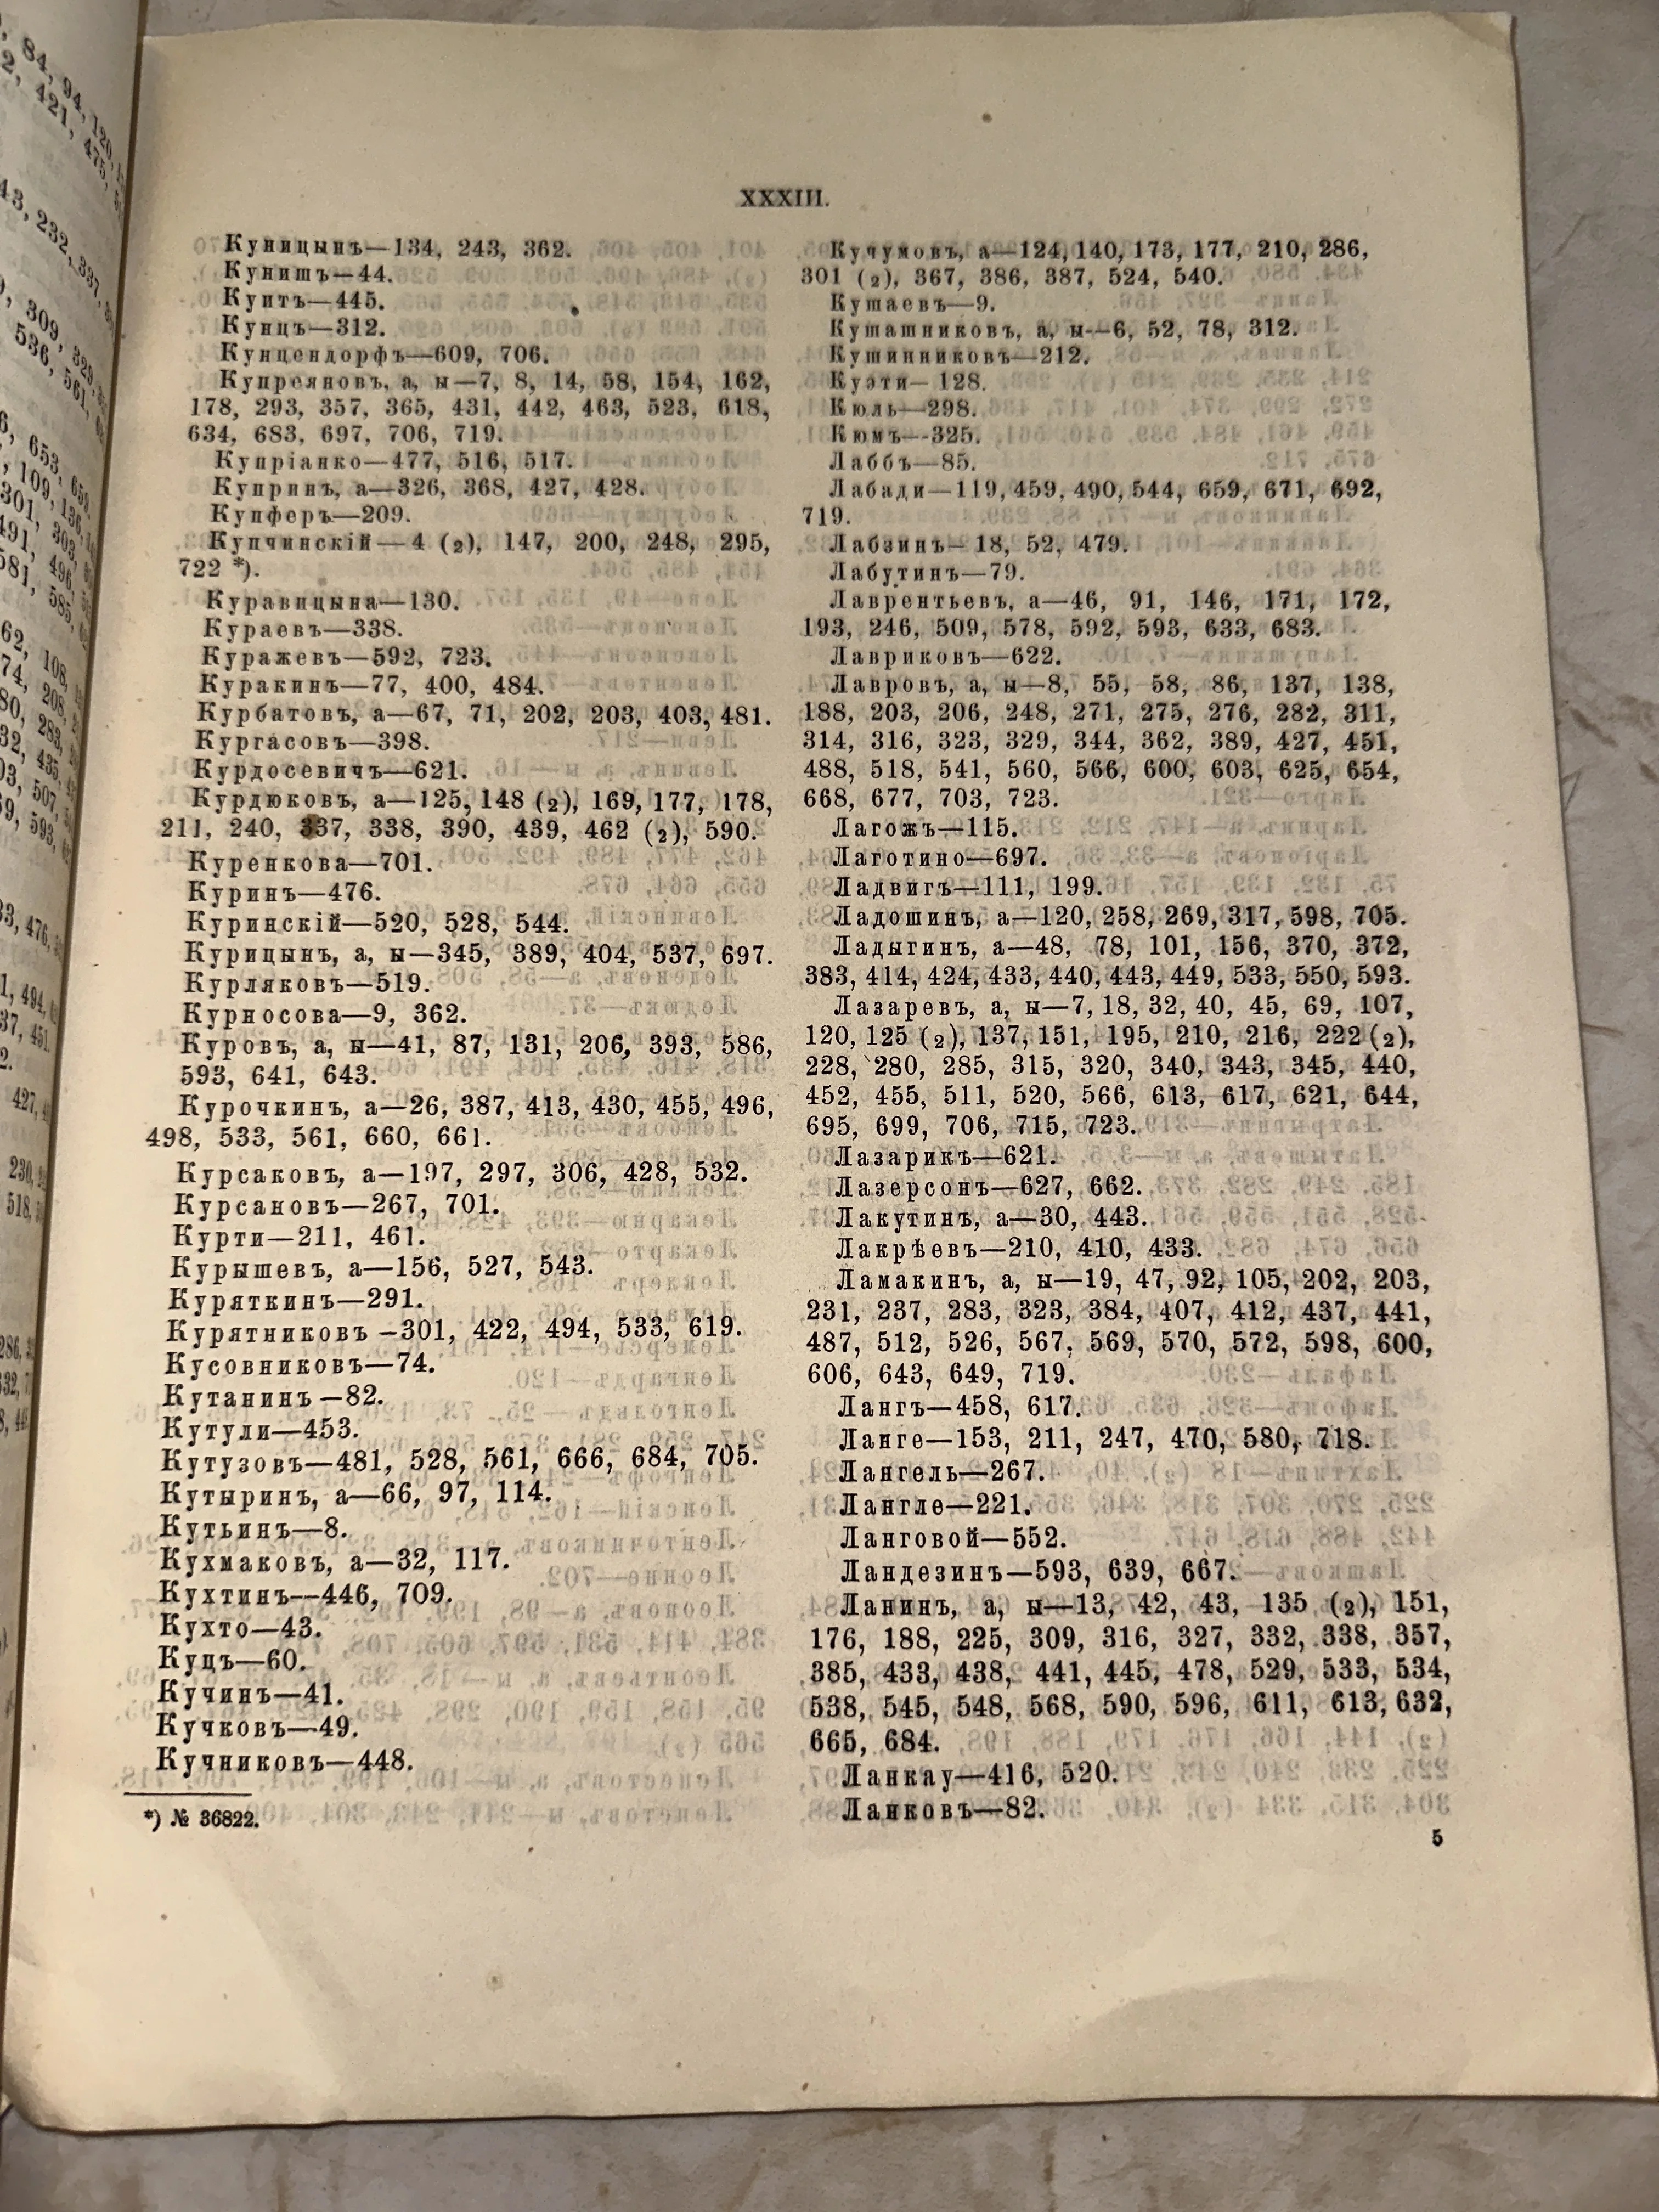 XXXIII.
Куницынъ—134, 243, 362.
Кунишъ—44.
Кунтъ—445.
Кунцъ—312.
Кунцендорфъ—609, 706.
Купреяновъ, а, ы—7, 8, 14, 58, 154, 162,
178, 293, 357, 365, 431, 442, 463, 523, 618,
634, 683, 697, 706, 719.
Купріанко—477, 516, 517.
Купринъ, а—326, 368, 427, 428.
Купферъ—209.
Купчинскій—4 (2), 147, 200, 248, 295,
722 *).
Куравицына—130.
Кураевъ—338.
Куражевъ—592, 723.
Куракинъ—77, 400, 484.
Курбатовъ, а—67, 71, 202, 203, 403, 481.
Кургасовъ—398.
Курдосевичъ—621.
Курдюковъ, а—125, 148 (2), 169, 177, 178,
211, 240, 337, 338, 390, 439, 462 (2), 590.
Куренкова—701.
Куринъ—476.
Куринскій—520, 528, 544.
Курицынъ, а, ы—345, 389, 404, 537, 697.
Курляковъ—519.
Курносова—9, 362.
Куровъ, а, ы—41, 87, 131, 206, 393, 586,
593, 641, 643.
Курочкинъ, а—26, 387, 413, 430, 455, 496,
498, 533, 561, 660, 661.
Курсаковъ, а—197, 297, 306, 428, 532.
Курсановъ—267, 701.
Курти—211, 461.
Курышевъ, а—156, 527, 543.
Куряткинъ—291.
Курятниковъ—301, 422, 494, 533, 619.
Кусовниковъ—74.
Кутанинъ—82.
Кутули—453.
Кутузовъ—481, 528, 561, 666, 684, 705.
Кутыринъ, а—66, 97, 114.
Кутьинъ—8.
Кухмаковъ, а—32, 117.
Кухтинъ—446, 709.
Кухто—43.
Куцъ—60.
Кучинъ—41.
Кучковъ—49.
Кучниковъ—448.
*) № 36822.
Кучумовъ, а—124, 140, 173, 177, 210, 286,
301 (2), 367, 386, 387, 524, 540.
Кушаевъ—9.
Куташниковъ, а, ы—6, 52, 78, 312.
Кушинниковъ—212.
Куэти—128.
Кюль—298.
Кюмъ—325.
Лаббъ—85.
Лабади—119, 459, 490, 544, 659, 671, 692,
719.
Лабзинъ—18, 52, 479.
Лабутинъ—79.
Лаврентьевъ, а—46, 91, 146, 171, 172,
193, 246, 509, 578, 592, 593, 633, 683.
Лавриковъ—622.
Лавровъ, а, ы—8, 55, 58, 86, 137, 138,
188, 203, 206, 248, 271, 275, 276, 282, 311,
314, 316, 323, 329, 344, 362, 389, 427, 451,
488, 518, 541, 560, 566, 600, 603, 625, 654,
668, 677, 703, 723.
Лагожъ—115.
Лаготино—697.
Ладвигъ—111, 199.
Ладошинъ, а—120, 258, 269, 317, 598, 705.
Ладыгинъ, а—48, 78, 101, 156, 370, 372,
383, 414, 424, 433, 440, 443, 449, 533, 550, 593.
Лазаревъ, а, ы—7, 18, 32, 40, 45, 69, 107,
120, 125 (2), 137, 151, 195, 210, 216, 222 (2),
228, 280, 285, 315, 320, 340, 343, 345, 440,
452, 455, 511, 520, 566, 613, 617, 621, 644,
695, 699, 706, 715, 723.
Лазарикъ—621.
Лазерсонъ—627, 662.
Лакутинъ, а—30, 443.
Лакрѣевъ—210, 410, 433.
Ламакинъ, а, ы—19, 47, 92, 105, 202, 203,
231, 237, 283, 323, 384, 407, 412, 437, 441,
487, 512, 526, 567, 569, 570, 572, 598, 600,
606, 643, 649, 719.
Лангъ—458, 617.
Ланге—153, 211, 247, 470, 580, 718.
Лангель—267.
Лангле—221.
Ланговой—552.
Ландезинъ—593, 639, 667.
Ланинъ, а, ы—13, 42, 43, 135 (2), 151,
176, 188, 225, 309, 316, 327, 332, 338, 357,
385, 433, 438, 441, 445, 478, 529, 533, 534,
538, 545, 548, 568, 590, 596, 611, 613, 632,
665, 684.
Ланкау—416, 520.
Ланковъ—82.
5